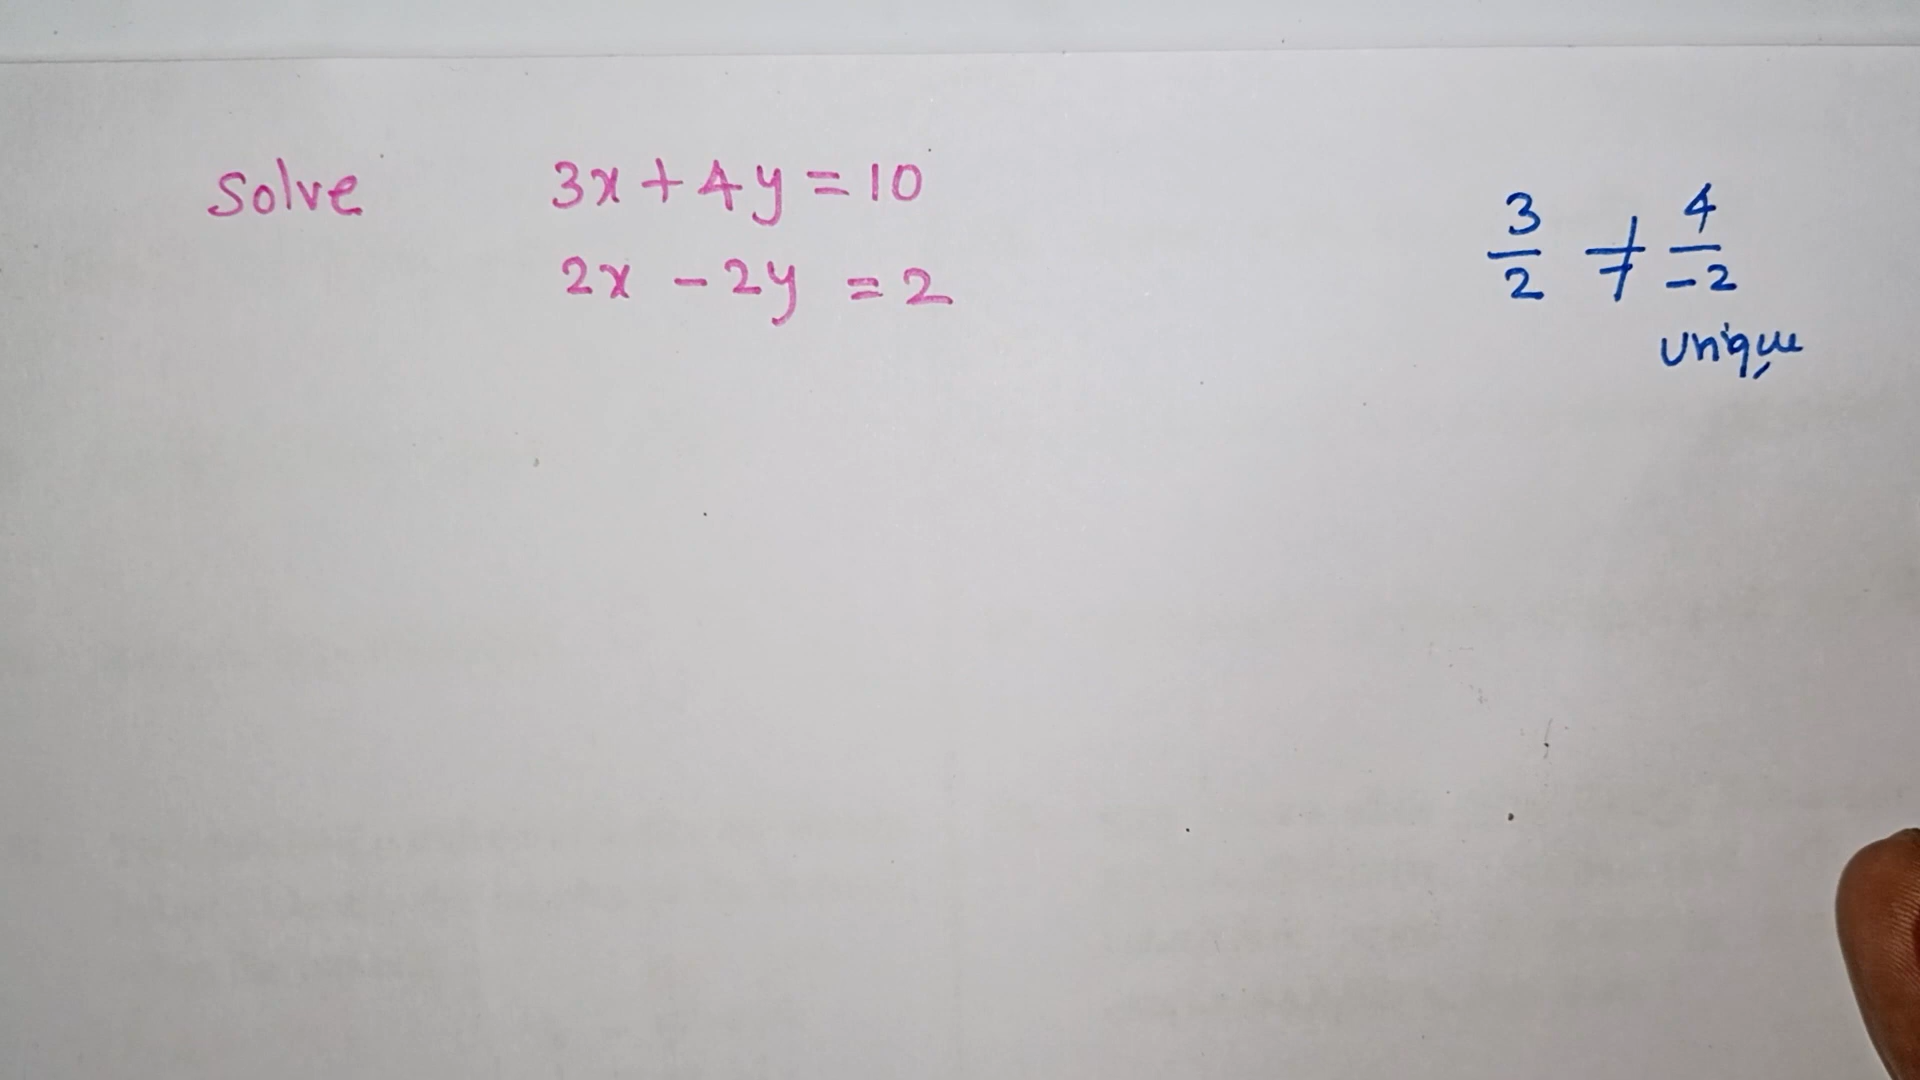 Solve 3x + 4y = 10
2x - 2y = 2
3/2 ≠ 4/-2
unique